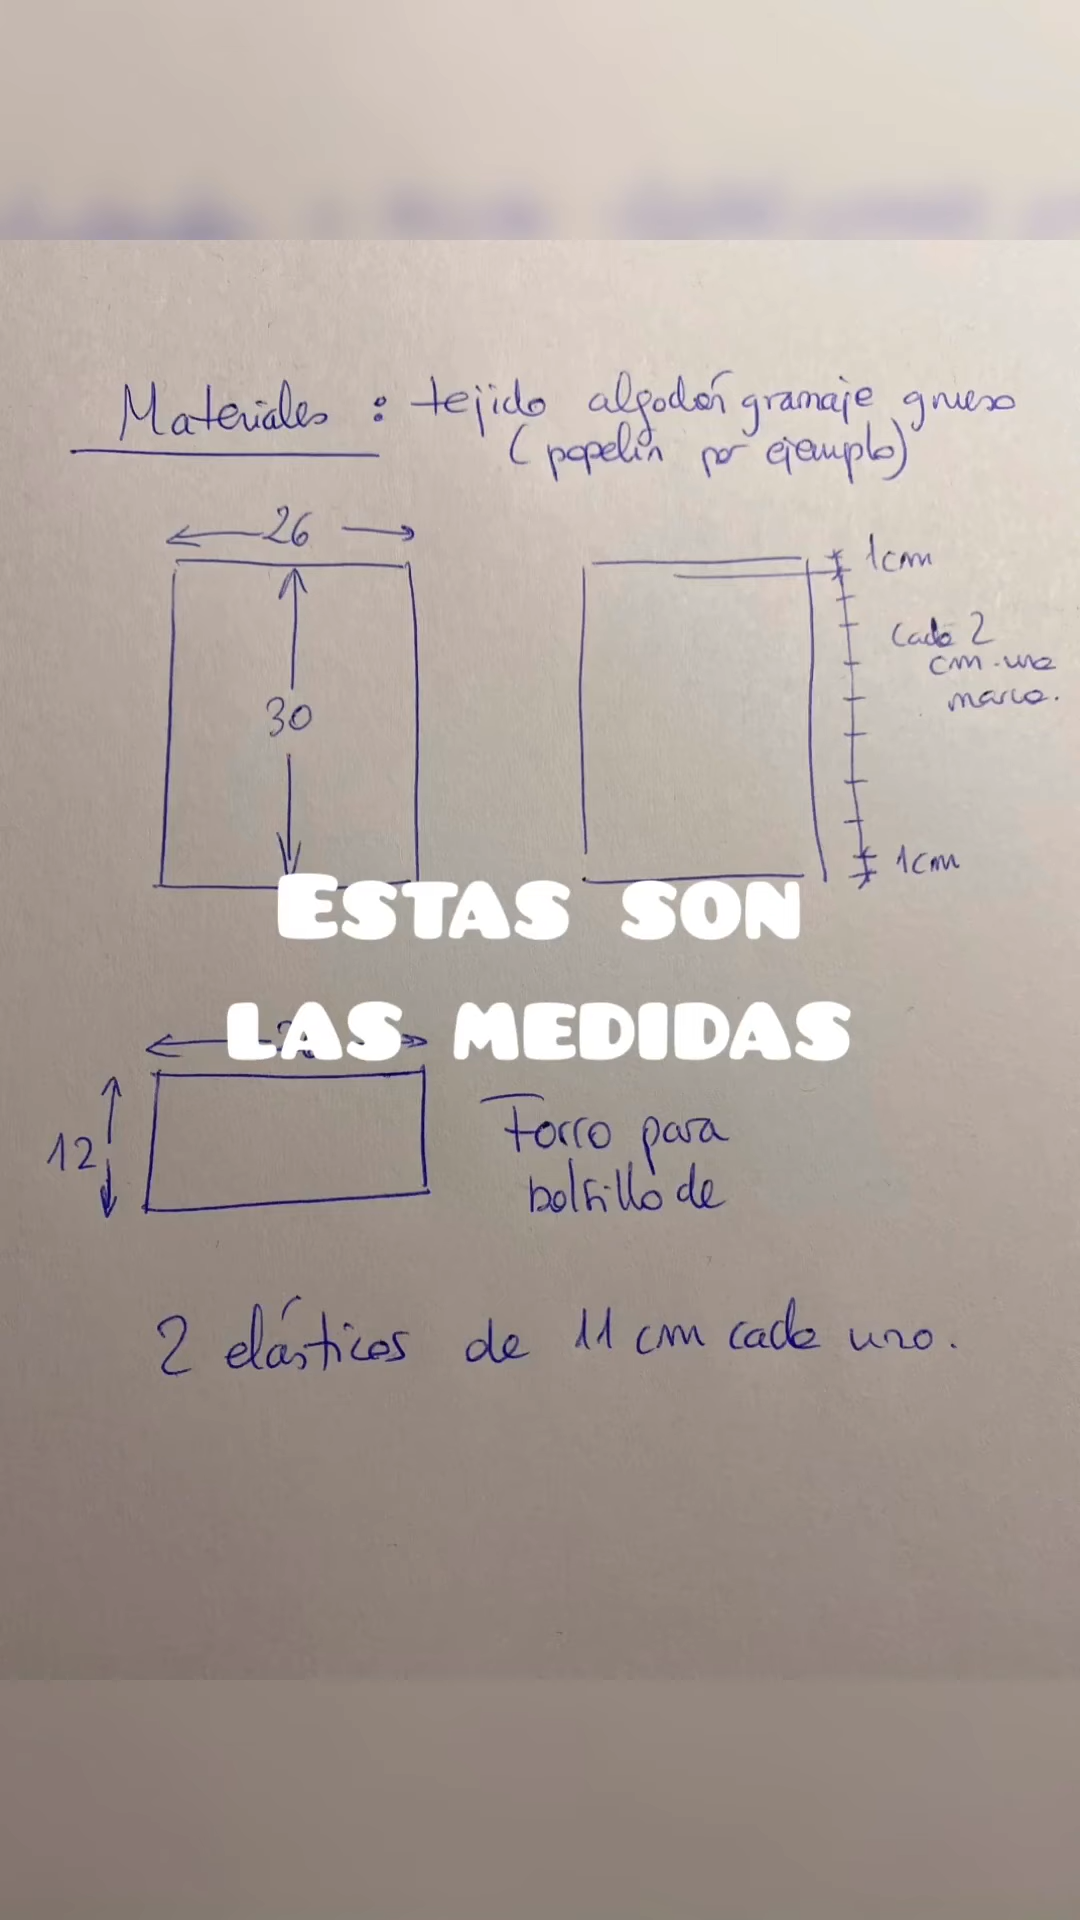 Materiales : tejido algodón gramaje grueso
(popelín por ejemplo)
26
1cm
30
Cada 2
cm una
marca.
1cm
ESTAS SON
LAS MEDIDAS
12
Forro para
bolsillo de
2 elásticos de 11 cm cada uno.